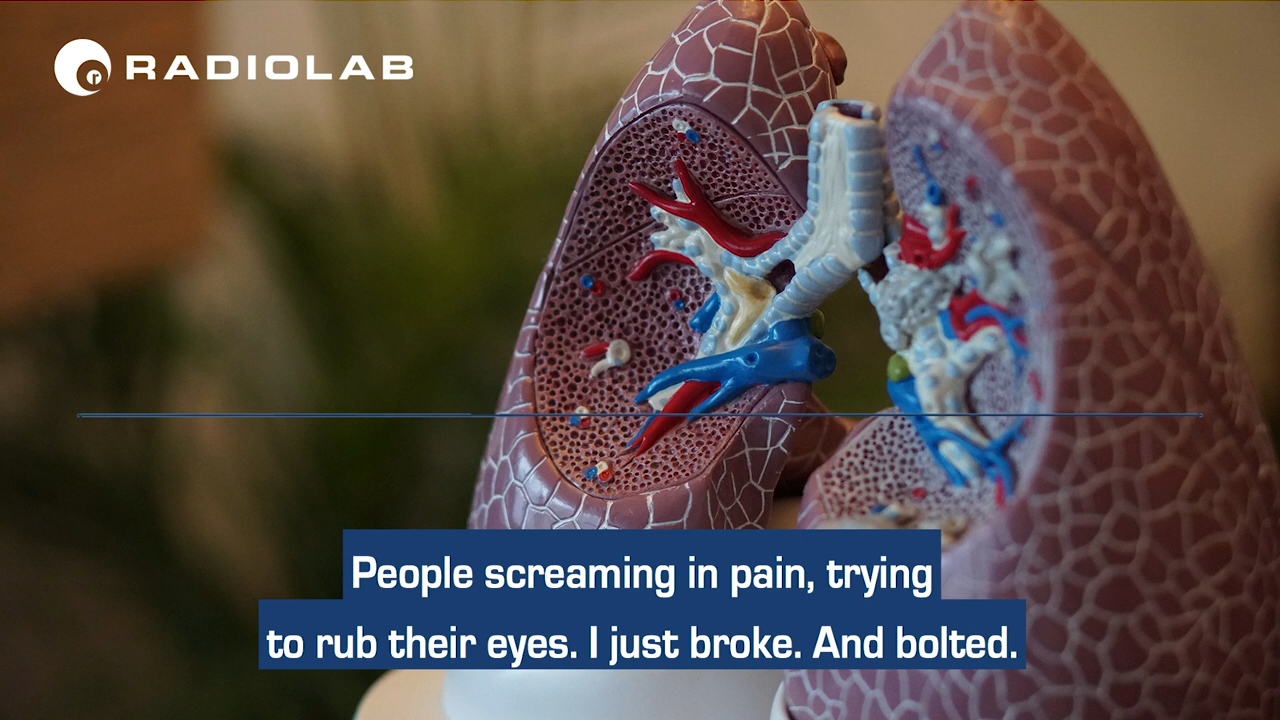 RADIOLAB
People screaming in pain, trying
to rub their eyes. I just broke. And bolted.